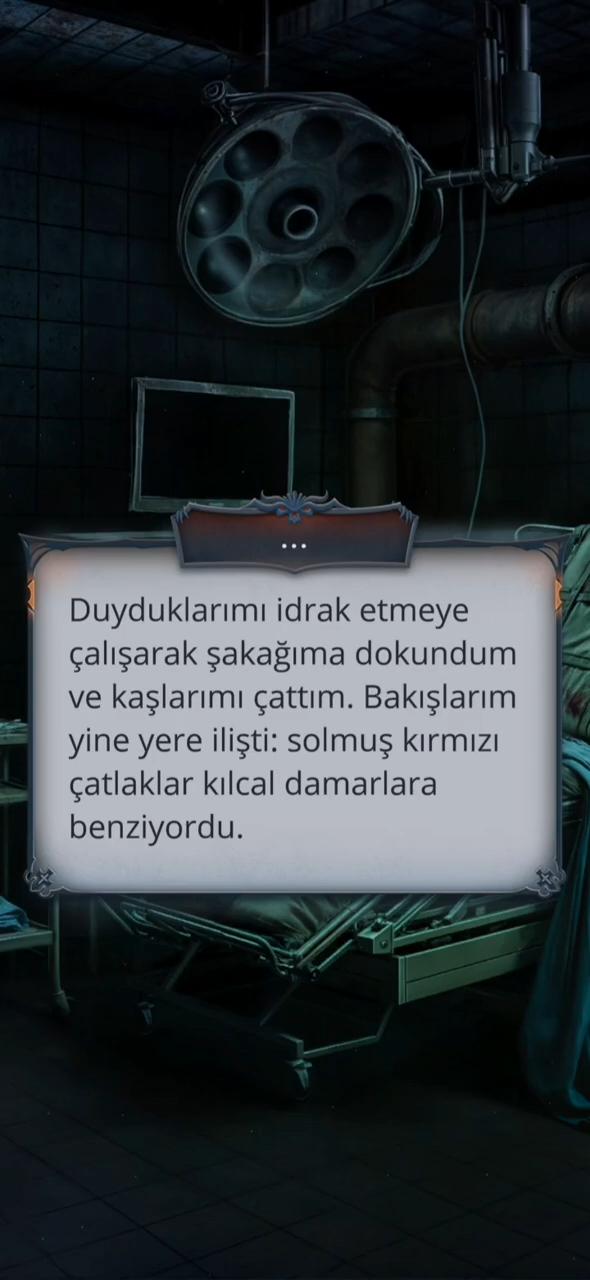 ...
Duyduklarımı idrak etmeye
çalışarak şakağıma dokundum
ve kaşlarımı çattım. Bakışlarım
yine yere ilişti: solmuş kırmızı
çatlaklar kılcal damarlara
benziyordu.